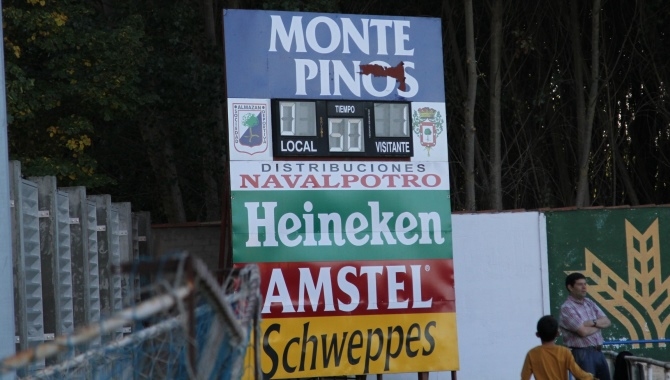 MONTE
PINOS
TIEMPO
LOCAL
VISITANTE
DISTRIBUCIONES
NAVALPOTRO
Heineken
AMSTEL
Schweppes